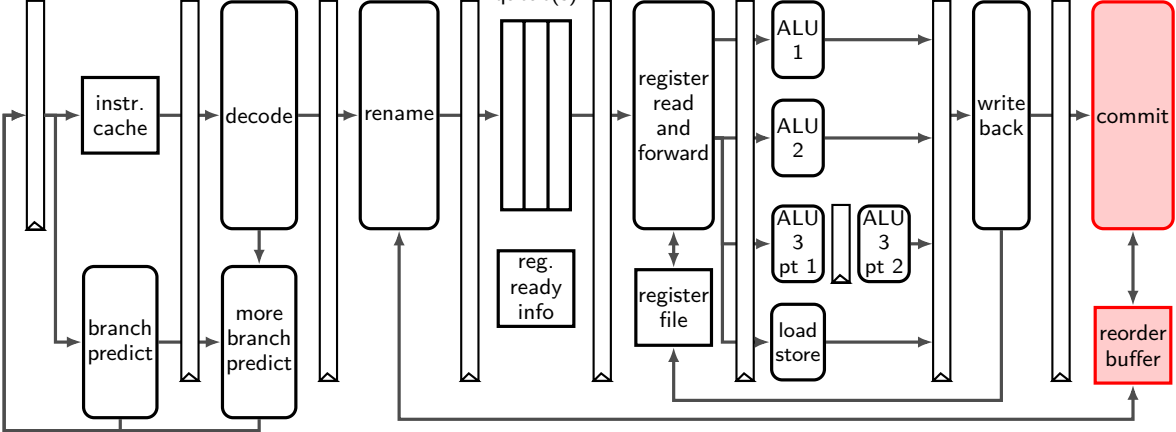 instr.
cache
decode
rename
register
read
and
forward
ALU
1
ALU
2
ALU
3
pt 1
ALU
3
pt 2
load
store
write
back
commit
branch
predict
more
branch
predict
reg.
ready
info
register
file
reorder
buffer